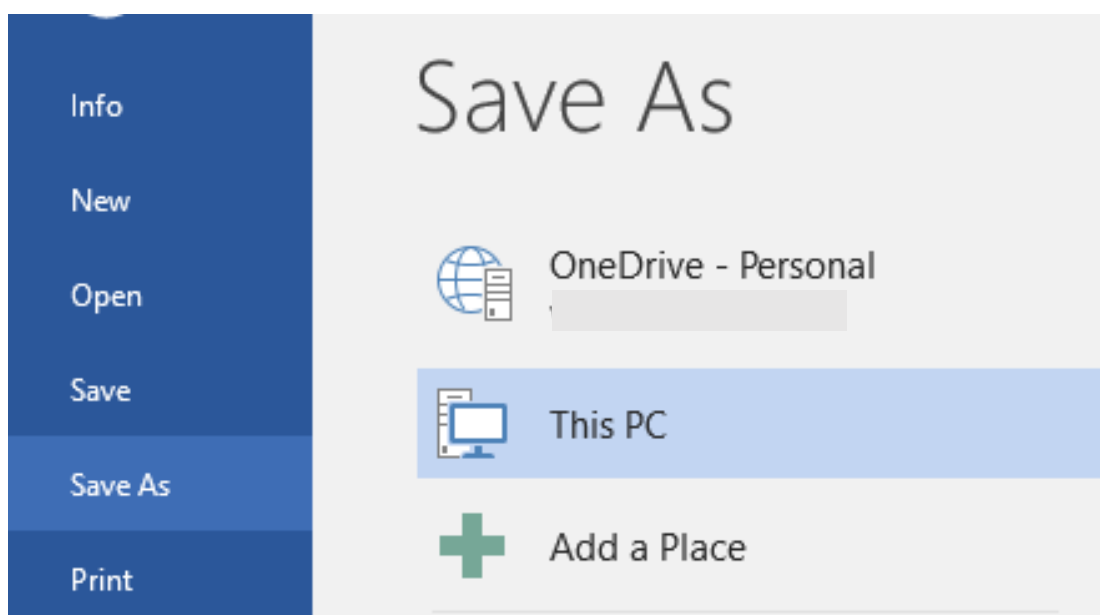 Info
New
Open
Save
Save As
Print
Save As
OneDrive - Personal
This PC
Add a Place